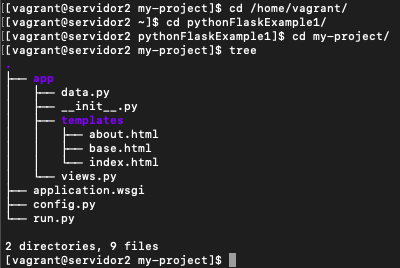 [[vagrant@servidor2 my-project]$ cd /home/vagrant/
[[vagrant@servidor2 ~]$ cd pythonFlaskExample1/
[[vagrant@servidor2 pythonFlaskExample1]$ cd my-project/
[[vagrant@servidor2 my-project]$ tree
.
├── app
│   ├── data.py
│   ├── __init__.py
│   ├── templates
│   │   ├── about.html
│   │   ├── base.html
│   │   └── index.html
│   └── views.py
├── application.wsgi
├── config.py
└── run.py

2 directories, 9 files
[vagrant@servidor2 my-project]$